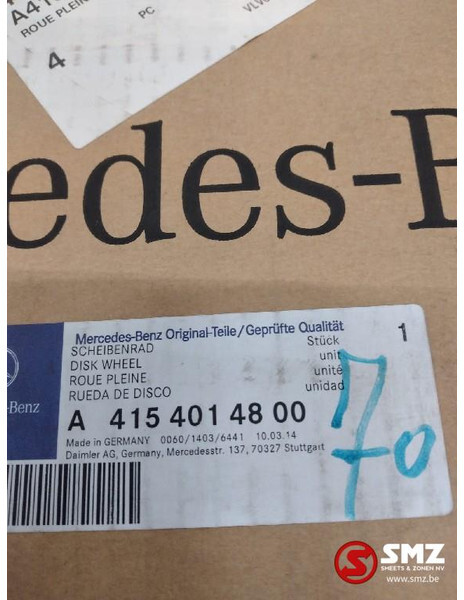 A41
ROUE PLEIN
PC
4
edes-B
Mercedes-Benz Original-Teile/Geprüfte Qualität
SCHEIBENRAD Stück 1
DISK WHEEL unit
ROUE PLEINE unité
RUEDA DE DISCO unidad
-Benz
A 415 401 48 00
Made in GERMANY 0060/1403/6441 10.03.14
Daimler AG, Germany, Mercedesstr. 137, 70327 Stuttgart
70
SMZ
SHEETS & ZONEN NV
www.smz.be